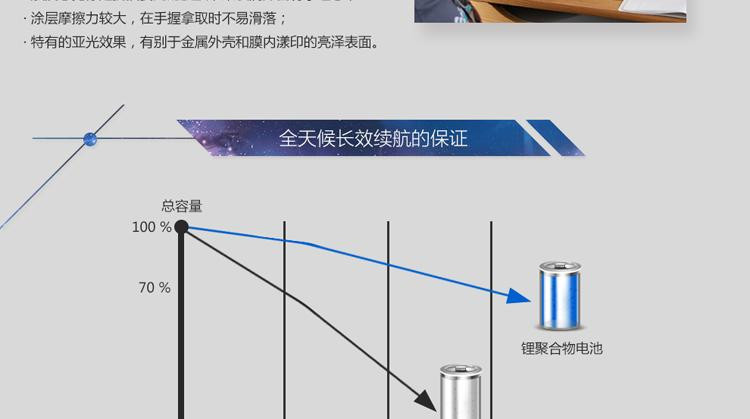 · 涂层摩擦力较大，在手握拿取时不易滑落；
· 特有的亚光效果，有别于金属外壳和膜内漾印的亮泽表面。
全天候长效续航的保证
总容量
100 %
70 %
锂聚合物电池